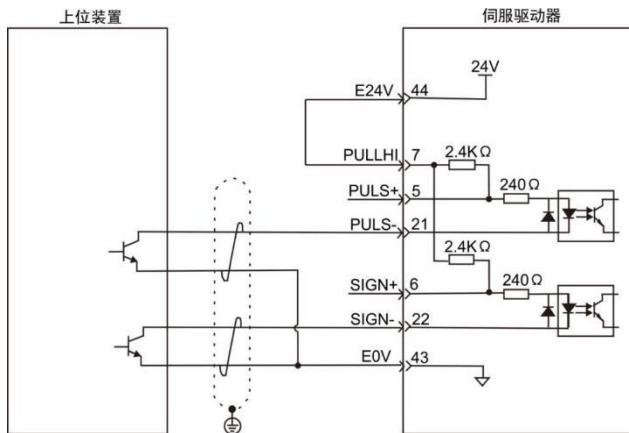 上位装置
伺服驱动器
24V
E24V 44
PULLHI 7 2.4KΩ
240Ω
PULS+ 5
PULS- 21
2.4KΩ
240Ω
SIGN+ 6
SIGN- 22
E0V 43